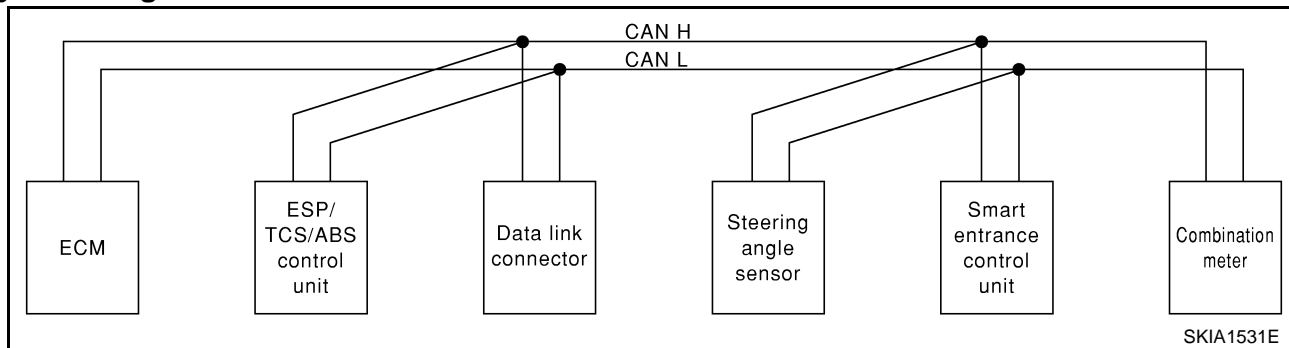 CAN H
CAN L
ECM
ESP/
TCS/ABS
control
unit
Data link
connector
Steering
angle
sensor
Smart
entrance
control
unit
Combination
meter
SKIA1531E